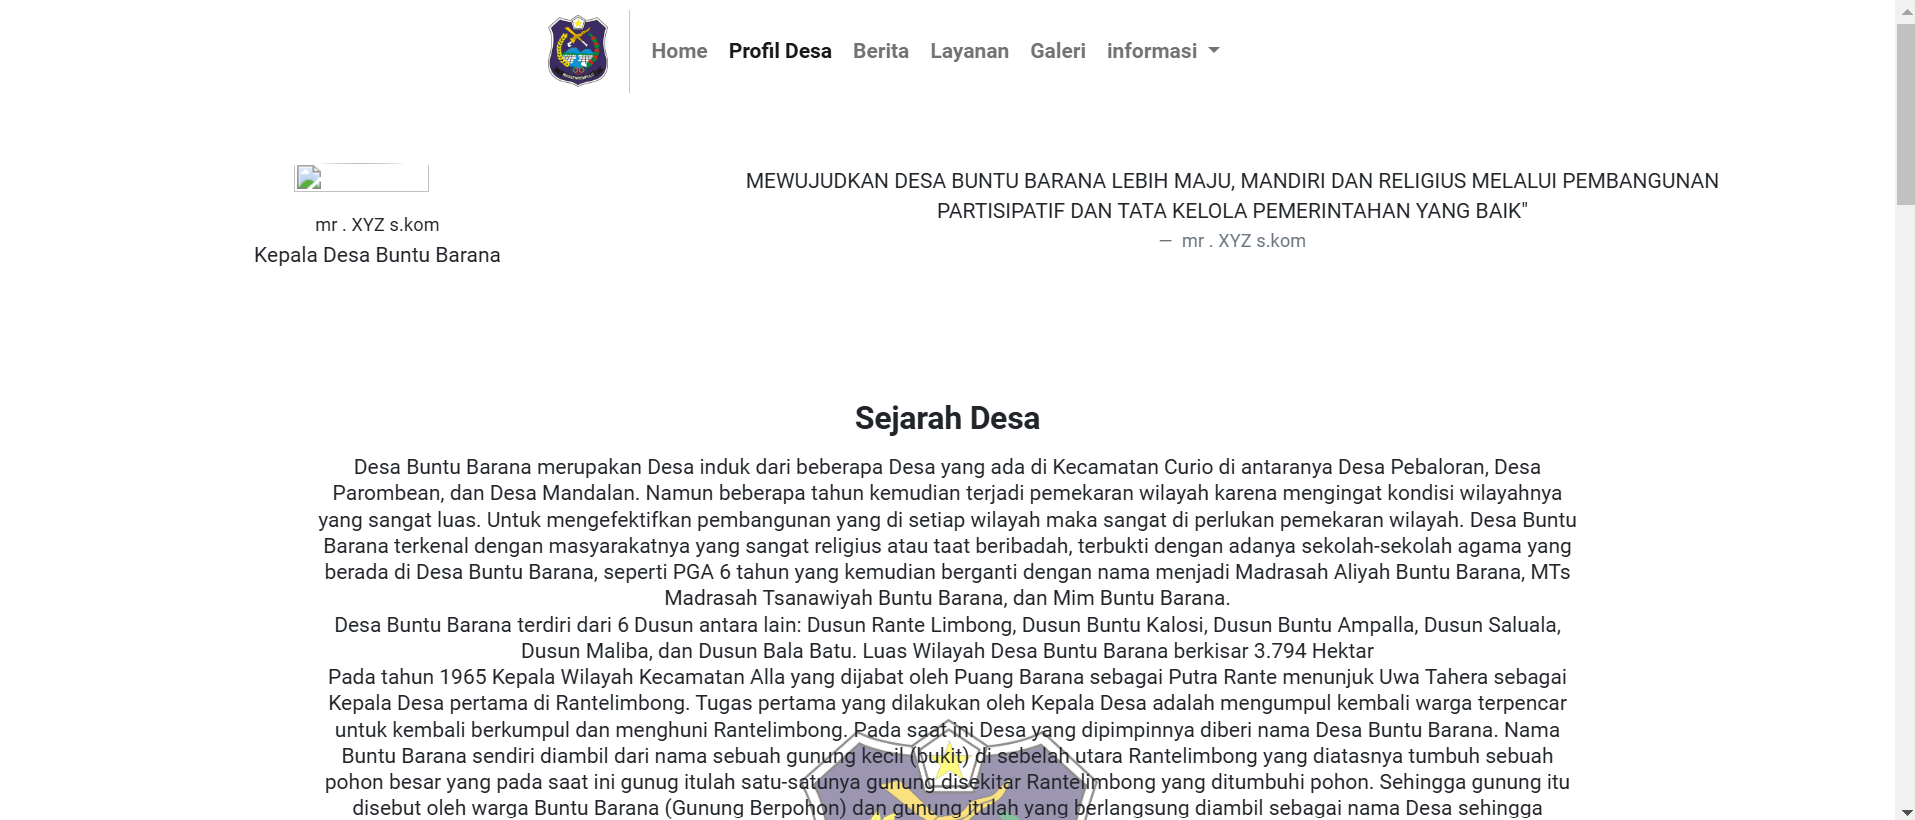 Home Profil Desa Berita Layanan Galeri informasi
mr . XYZ s.kom
Kepala Desa Buntu Barana
MEWUJUDKAN DESA BUNTU BARANA LEBIH MAJU, MANDIRI DAN RELIGIUS MELALUI PEMBANGUNAN
PARTISIPATIF DAN TATA KELOLA PEMERINTAHAN YANG BAIK"
— mr . XYZ s.kom
Sejarah Desa
Desa Buntu Barana merupakan Desa induk dari beberapa Desa yang ada di Kecamatan Curio di antaranya Desa Pebaloran, Desa
Parombean, dan Desa Mandalan. Namun beberapa tahun kemudian terjadi pemekaran wilayah karena mengingat kondisi wilayahnya
yang sangat luas. Untuk mengefektifkan pembangunan yang di setiap wilayah maka sangat di perlukan pemekaran wilayah. Desa Buntu
Barana terkenal dengan masyarakatnya yang sangat religius atau taat beribadah, terbukti dengan adanya sekolah-sekolah agama yang
berada di Desa Buntu Barana, seperti PGA 6 tahun yang kemudian berganti dengan nama menjadi Madrasah Aliyah Buntu Barana, MTs
Madrasah Tsanawiyah Buntu Barana, dan Mim Buntu Barana.
Desa Buntu Barana terdiri dari 6 Dusun antara lain: Dusun Rante Limbong, Dusun Buntu Kalosi, Dusun Buntu Ampalla, Dusun Saluala,
Dusun Maliba, dan Dusun Bala Batu. Luas Wilayah Desa Buntu Barana berkisar 3.794 Hektar
Pada tahun 1965 Kepala Wilayah Kecamatan Alla yang dijabat oleh Puang Barana sebagai Putra Rante menunjuk Uwa Tahera sebagai
Kepala Desa pertama di Rantelimbong. Tugas pertama yang dilakukan oleh Kepala Desa adalah mengumpul kembali warga terpencar
untuk kembali berkumpul dan menghuni Rantelimbong. Pada saat ini Desa yang dipimpinnya diberi nama Desa Buntu Barana. Nama
Buntu Barana sendiri diambil dari nama sebuah gunung kecil (bukit) di sebelah utara Rantelimbong yang diatasnya tumbuh sebuah
pohon besar yang pada saat ini gunug itulah satu-satunya gunung disekitar Rantelimbong yang ditumbuhi pohon. Sehingga gunung itu
disebut oleh warga Buntu Barana (Gunung Berpohon) dan gunung itulah yang berlangsung diambil sebagai nama Desa sehingga